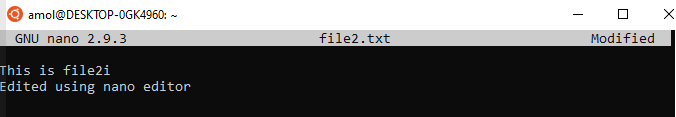 amol@DESKTOP-0GK4960: ~
GNU nano 2.9.3 file2.txt Modified
This is file2i
Edited using nano editor